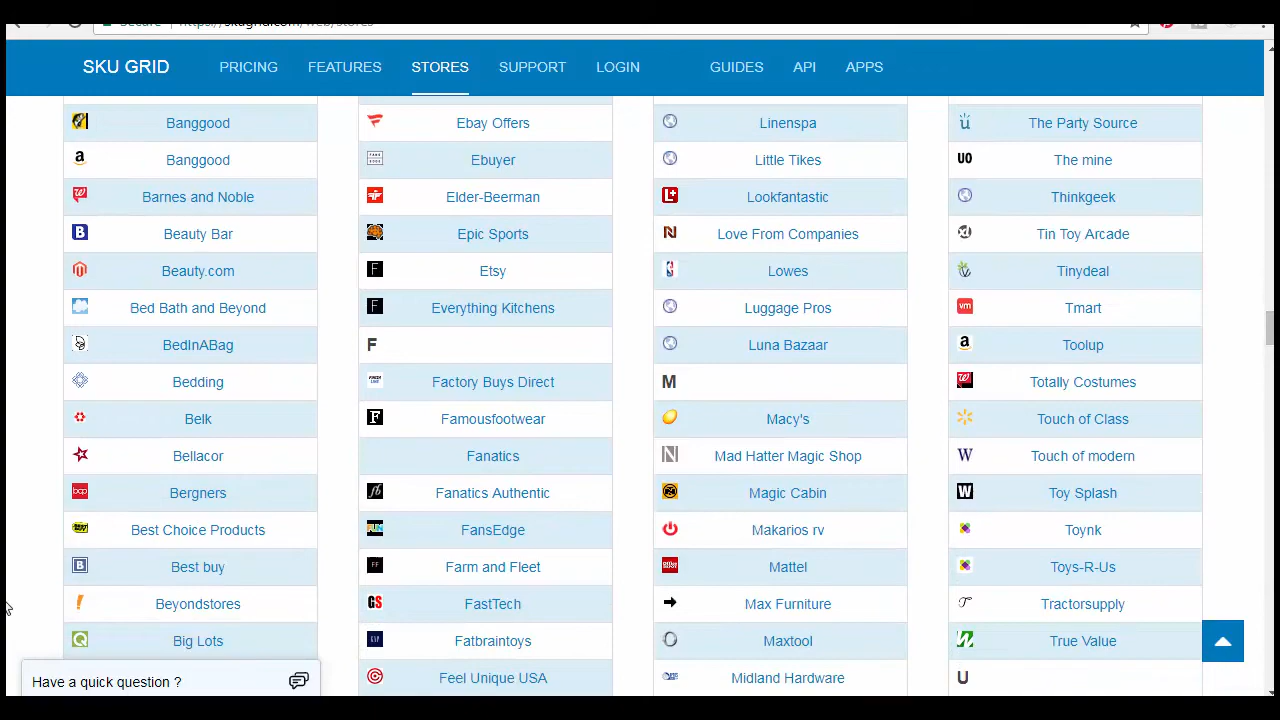 Secure
SKU GRID PRICING FEATURES STORES SUPPORT LOGIN GUIDES API APPS
Banggood
Banggood
Barnes and Noble
Beauty Bar
Beauty.com
Bed Bath and Beyond
BedInABag
Bedding
Belk
Bellacor
Bergners
Best Choice Products
Best buy
Beyondstores
Big Lots
Ebay Offers
Ebuyer
Elder-Beerman
Epic Sports
Etsy
Everything Kitchens
F
Factory Buys Direct
Famousfootwear
Fanatics
Fanatics Authentic
FansEdge
Farm and Fleet
FastTech
Fatbraintoys
Feel Unique USA
Linenspa
Little Tikes
Lookfantastic
Love From Companies
Lowes
Luggage Pros
Luna Bazaar
M
Macy's
Mad Hatter Magic Shop
Magic Cabin
Makarios rv
Mattel
Max Furniture
Maxtool
Midland Hardware
The Party Source
The mine
Thinkgeek
Tin Toy Arcade
Tinydeal
Tmart
Toolup
Totally Costumes
Touch of Class
Touch of modern
Toy Splash
Toynk
Toys-R-Us
Tractorsupply
True Value
U
Have a quick question ?